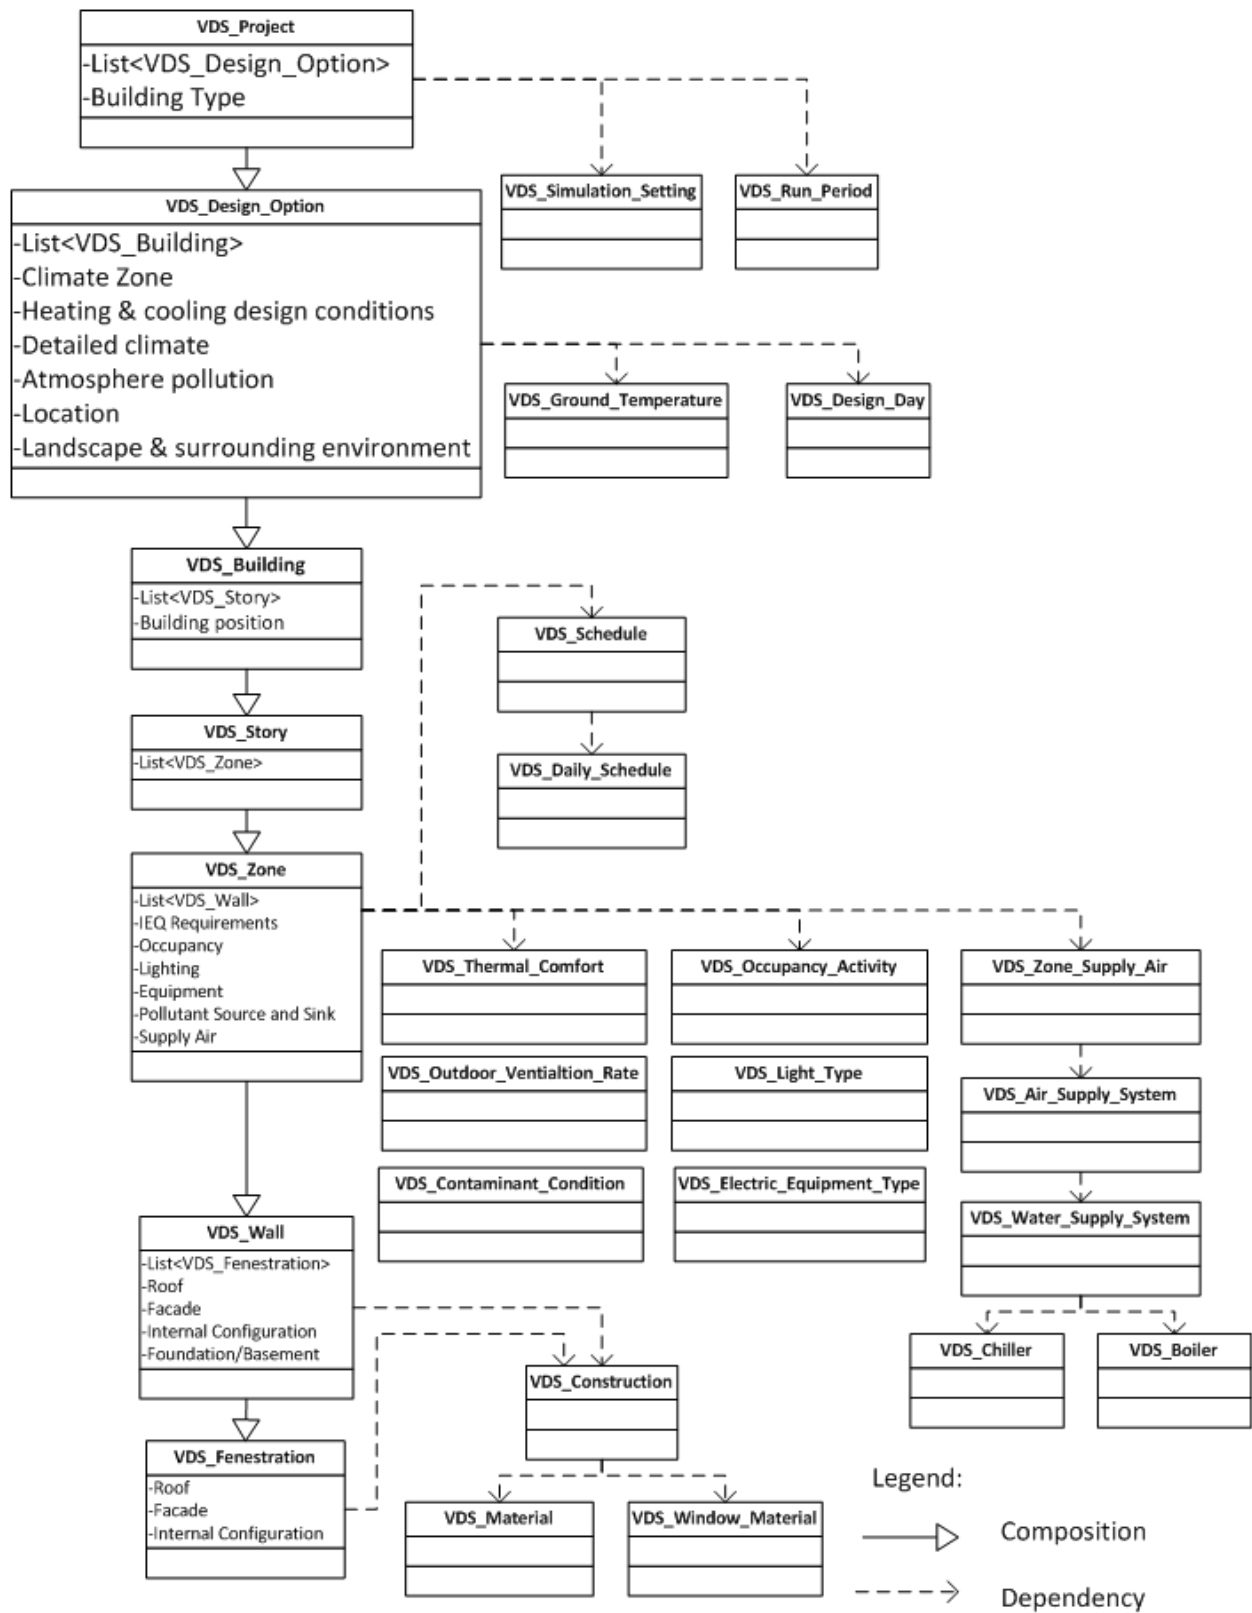 VDS_Project
-List<VDS_Design_Option>
-Building Type
VDS_Simulation_Setting
VDS_Run_Period
VDS_Design_Option
-List<VDS_Building>
-Climate Zone
-Heating & cooling design conditions
-Detailed climate
-Atmosphere pollution
-Location
-Landscape & surrounding environment
VDS_Ground_Temperature
VDS_Design_Day
VDS_Building
-List<VDS_Story>
-Building position
VDS_Schedule
VDS_Story
-List<VDS_Zone>
VDS_Daily_Schedule
VDS_Zone
-List<VDS_Wall>
-IEQ Requirements
-Occupancy
-Lighting
-Equipment
-Pollutant Source and Sink
-Supply Air
VDS_Thermal_Comfort
VDS_Occupancy_Activity
VDS_Zone_Supply_Air
VDS_Outdoor_Ventialtion_Rate
VDS_Light_Type
VDS_Air_Supply_System
VDS_Contaminant_Condition
VDS_Electric_Equipment_Type
VDS_Water_Supply_System
VDS_Wall
-List<VDS_Fenestration>
-Roof
-Facade
-Internal Configuration
-Foundation/Basement
VDS_Chiller
VDS_Boiler
VDS_Construction
VDS_Fenestration
-Roof
-Facade
-Internal Configuration
VDS_Material
VDS_Window_Material
Legend:
Composition
Dependency